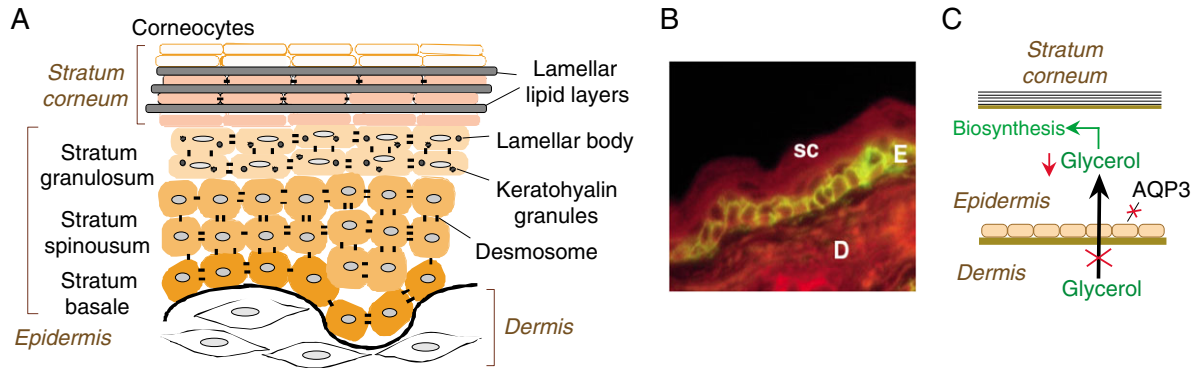 A
Corneocytes
Stratum
corneum
Lamellar
lipid layers
Stratum
granulosum
Lamellar body
Keratohyalin
granules
Stratum
spinousum
Desmosome
Stratum
basale
Epidermis
Dermis
B
sc
E
D
C
Stratum
corneum
Biosynthesis
Glycerol
AQP3
Epidermis
Dermis
Glycerol